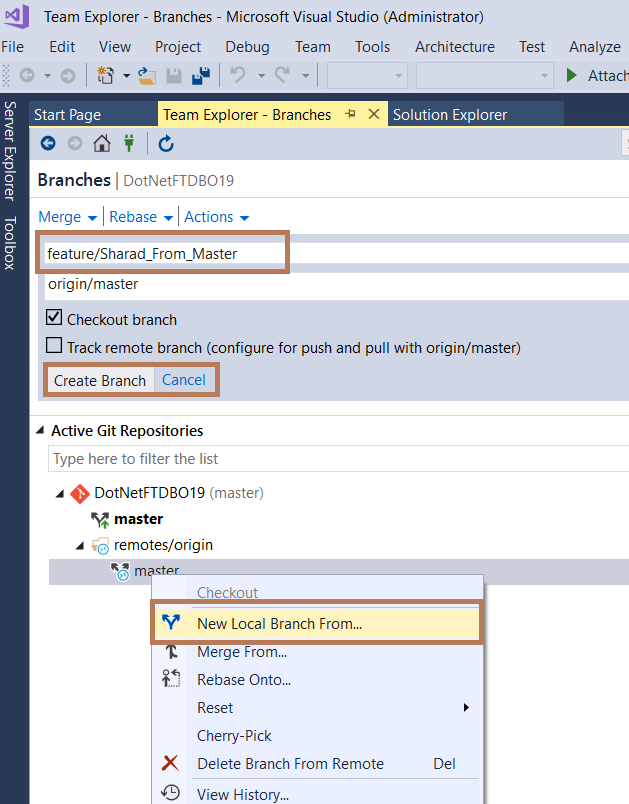 Team Explorer - Branches - Microsoft Visual Studio (Administrator)
File Edit View Project Debug Team Tools Architecture Test Analyze
Attach
Server Explorer
Toolbox
Start Page Team Explorer - Branches Solution Explorer
Branches | DotNetFTDBO19
Merge Rebase Actions
feature/Sharad_From_Master
origin/master
Checkout branch
Track remote branch (configure for push and pull with origin/master)
Create Branch Cancel
Active Git Repositories
Type here to filter the list
DotNetFTDBO19 (master)
master
remotes/origin
master
Checkout
New Local Branch From...
Merge From...
Rebase Onto...
Reset
Cherry-Pick
Delete Branch From Remote Del
View History...